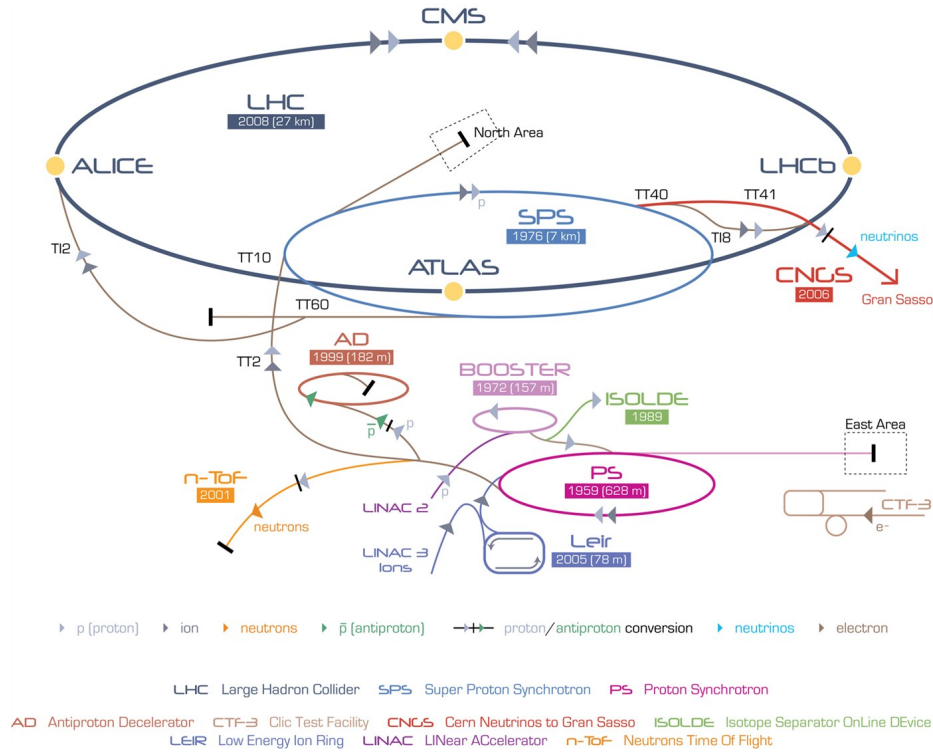 CMS
LHC
2008 (27 km)
North Area
ALICE
LHCb
TT40
TT41
p
SPS
1976 (7 km)
TI8
TI2
TT10
neutrinos
ATLAS
CNGS
2006
Gran Sasso
TT60
AD
1999 (182 m)
TT2
BOOSTER
1972 (157 m)
ISOLDE
1989
p̄
p
East Area
n-ToF
2001
PS
1959 (628 m)
p
LINAC 2
CTF-3
e-
neutrons
Leir
2005 (78 m)
LINAC 3
Ions
p (proton)
ion
neutrons
p̄ (antiproton)
proton/antiproton conversion
neutrinos
electron
LHC Large Hadron Collider SPS Super Proton Synchrotron PS Proton Synchrotron
AD Antiproton Decelerator CTF-3 Clic Test Facility CNGS Cern Neutrinos to Gran Sasso ISOLDE Isotope Separator OnLine DEvice
LEIR Low Energy Ion Ring LINAC LINear ACcelerator n-ToF Neutrons Time Of Flight